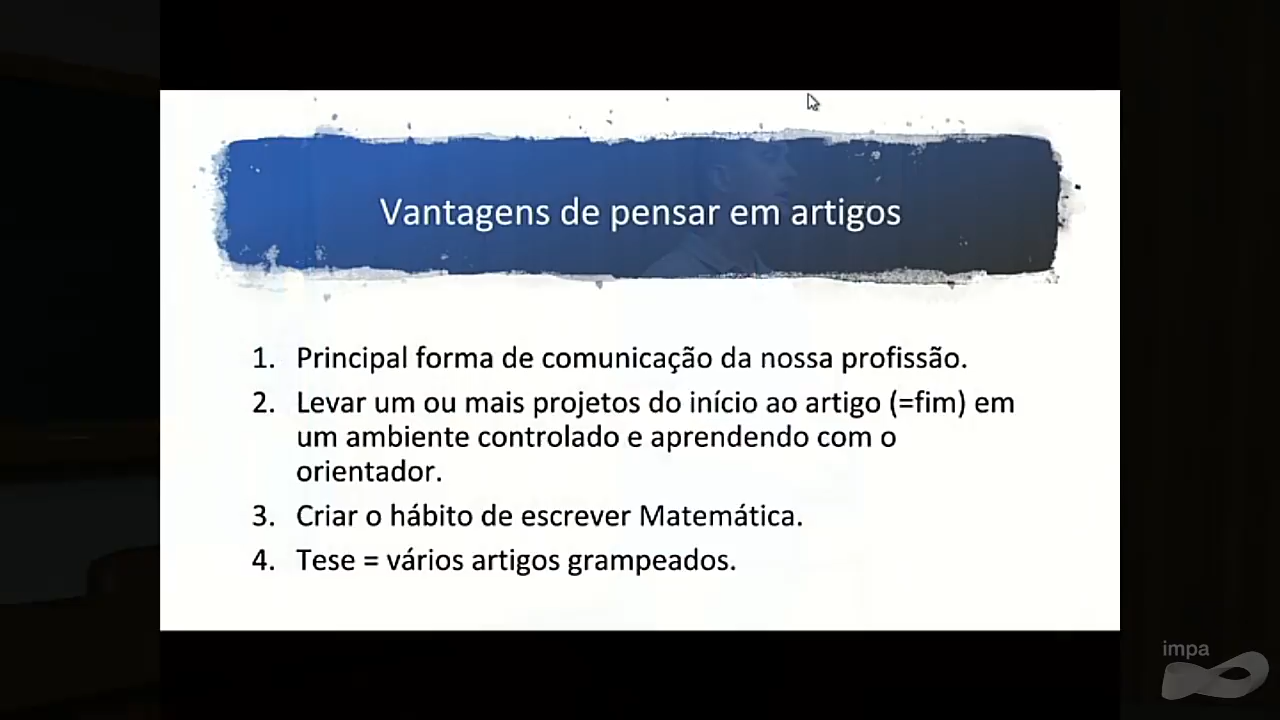 Vantagens de pensar em artigos
1. Principal forma de comunicação da nossa profissão.
2. Levar um ou mais projetos do início ao artigo (=fim) em
um ambiente controlado e aprendendo com o
orientador.
3. Criar o hábito de escrever Matemática.
4. Tese = vários artigos grampeados.
impa